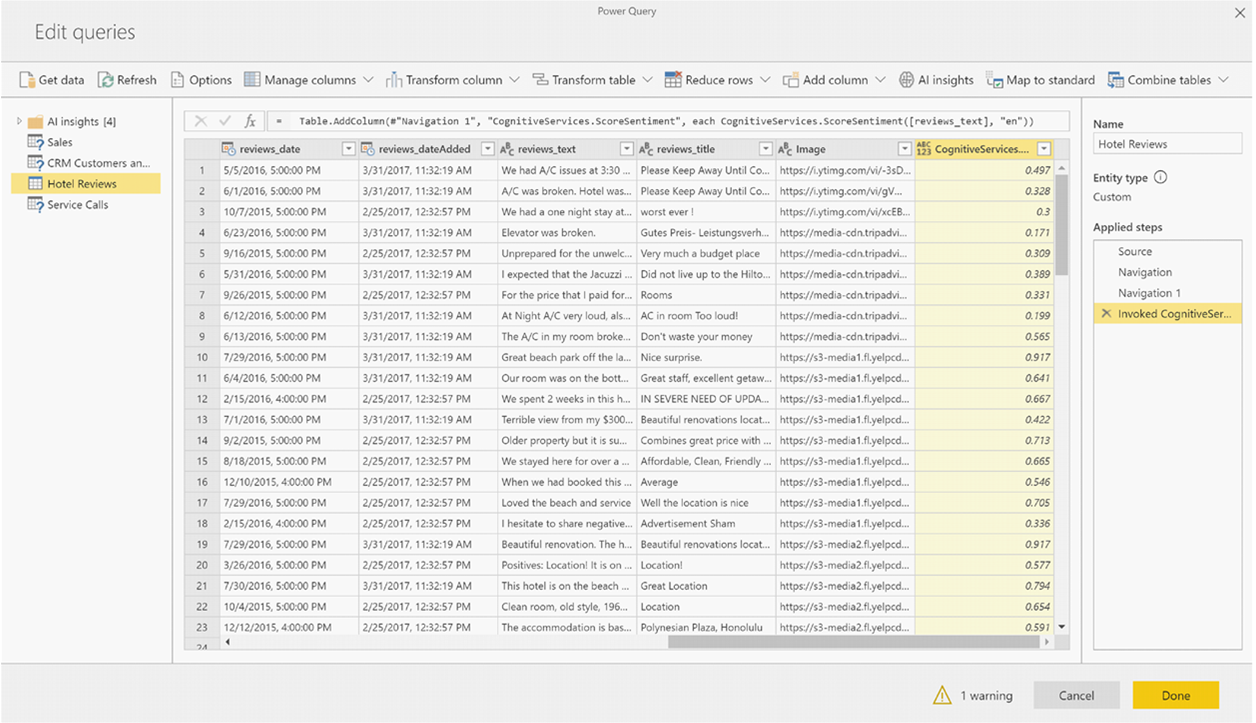 Power Query
Edit queries
Get data Refresh Options Manage columns Transform column Transform table Reduce rows Add column AI insights Map to standard Combine tables
AI insights [4]
Sales
CRM Customers an...
Hotel Reviews
Service Calls
fx = Table.AddColumn(#"Navigation 1", "CognitiveServices.ScoreSentiment", each CognitiveServices.ScoreSentiment([reviews_text], "en"))
reviews_date reviews_dateAdded ABC reviews_text ABC reviews_title ABC Image ABC 123 CognitiveServices....
1 5/5/2016, 5:00:00 PM 3/31/2017, 11:32:19 AM We had A/C issues at 3:30 ... Please Keep Away Until Co... https://i.ytimg.com/vi/-3sD... 0.497
2 6/1/2016, 5:00:00 PM 3/31/2017, 11:32:19 AM A/C was broken. Hotel was... Please Keep Away Until Co... https://i.ytimg.com/vi/gV... 0.328
3 10/7/2015, 5:00:00 PM 2/25/2017, 12:32:57 PM We had a one night stay at... worst ever ! https://i.ytimg.com/vi/xcEB... 0.3
4 6/23/2016, 5:00:00 PM 3/31/2017, 11:32:19 AM Elevator was broken. Gutes Preis- Leistungsverh... https://media-cdn.tripadvi... 0.171
5 9/16/2015, 5:00:00 PM 2/25/2017, 12:32:57 PM Unprepared for the unwelc... Very much a budget place https://media-cdn.tripadvi... 0.309
6 5/31/2016, 5:00:00 PM 3/31/2017, 11:32:19 AM I expected that the Jacuzzi ... Did not live up to the Hilto... https://media-cdn.tripadvi... 0.389
7 9/26/2015, 5:00:00 PM 2/25/2017, 12:32:57 PM For the price that I paid for... Rooms https://media-cdn.tripadvi... 0.331
8 6/12/2016, 5:00:00 PM 3/31/2017, 11:32:19 AM At Night A/C very loud, als... AC in room Too loud! https://media-cdn.tripadvi... 0.199
9 6/13/2016, 5:00:00 PM 3/31/2017, 11:32:19 AM The A/C in my room broke... Don't waste your money https://media-cdn.tripadvi... 0.565
10 7/29/2016, 5:00:00 PM 3/31/2017, 11:32:19 AM Great beach park off the la... Nice surprise. https://s3-media1.fl.yelpcd... 0.917
11 6/4/2016, 5:00:00 PM 3/31/2017, 11:32:19 AM Our room was on the bott... Great staff, excellent getaw... https://s3-media1.fl.yelpcd... 0.641
12 2/15/2016, 4:00:00 PM 2/25/2017, 12:32:57 PM We spent 2 weeks in this h... IN SEVERE NEED OF UPDA... https://s3-media1.fl.yelpcd... 0.667
13 7/1/2016, 5:00:00 PM 3/31/2017, 11:32:19 AM Terrible view from my $300... Beautiful renovations locat... https://s3-media1.fl.yelpcd... 0.422
14 9/2/2015, 5:00:00 PM 2/25/2017, 12:32:57 PM Older property but it is su... Combines great price with ... https://s3-media1.fl.yelpcd... 0.713
15 8/18/2015, 5:00:00 PM 2/25/2017, 12:32:57 PM We stayed here for over a ... Affordable, Clean, Friendly ... https://s3-media1.fl.yelpcd... 0.665
16 12/10/2015, 4:00:00 PM 2/25/2017, 12:32:57 PM When we had booked this ... Average https://s3-media1.fl.yelpcd... 0.546
17 7/29/2016, 5:00:00 PM 2/25/2017, 12:32:57 PM Loved the beach and service Well the location is nice https://s3-media1.fl.yelpcd... 0.705
18 2/15/2016, 4:00:00 PM 2/25/2017, 12:32:57 PM I hesitate to share negative... Advertisement Sham https://s3-media1.fl.yelpcd... 0.336
19 7/29/2016, 5:00:00 PM 3/31/2017, 11:32:19 AM Beautiful renovation. The h... Beautiful renovations locat... https://s3-media2.fl.yelpcd... 0.917
20 3/26/2016, 5:00:00 PM 2/25/2017, 12:32:57 PM Positives: Location! It is on ... Location! https://s3-media2.fl.yelpcd... 0.577
21 7/30/2016, 5:00:00 PM 3/31/2017, 11:32:19 AM This hotel is on the beach ... Great Location https://s3-media2.fl.yelpcd... 0.794
22 10/4/2015, 5:00:00 PM 2/25/2017, 12:32:57 PM Clean room, old style, 196... Location https://s3-media2.fl.yelpcd... 0.654
23 12/12/2015, 4:00:00 PM 2/25/2017, 12:32:57 PM The accommodation is bas... Polynesian Plaza, Honolulu https://s3-media2.fl.yelpcd... 0.591
24
Name
Hotel Reviews
Entity type
Custom
Applied steps
Source
Navigation
Navigation 1
Invoked CognitiveSer...
1 warning Cancel Done